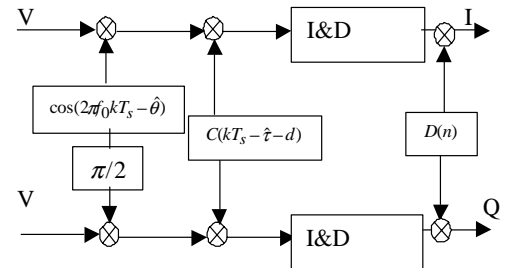 V
I&D
I
cos(2πf₀kTₛ − θ̂)
C(kTₛ − τ̂ − d)
D(n)
π/2
V
I&D
Q